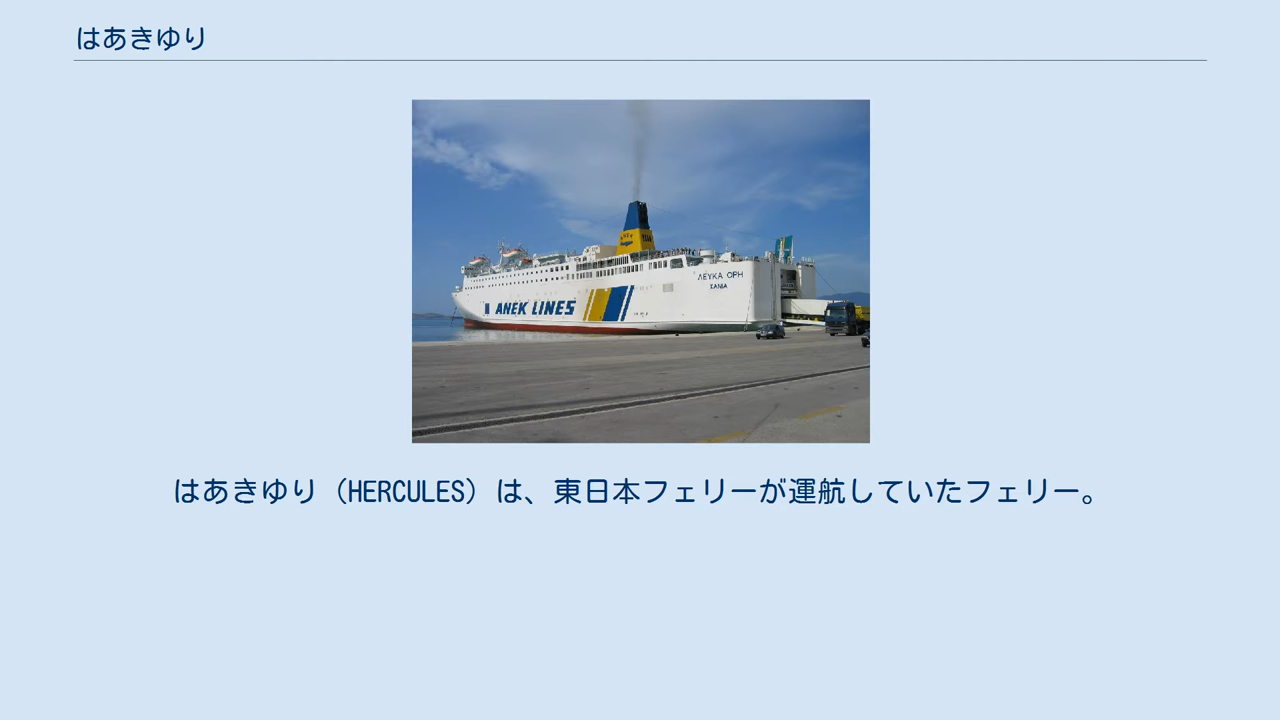 はあきゆり
ANEK LINES
ΛΕΥΚΑ ΟΡΗ
ΧΑΝΙΑ
はあきゆり（HERCULES）は、東日本フェリーが運航していたフェリー。